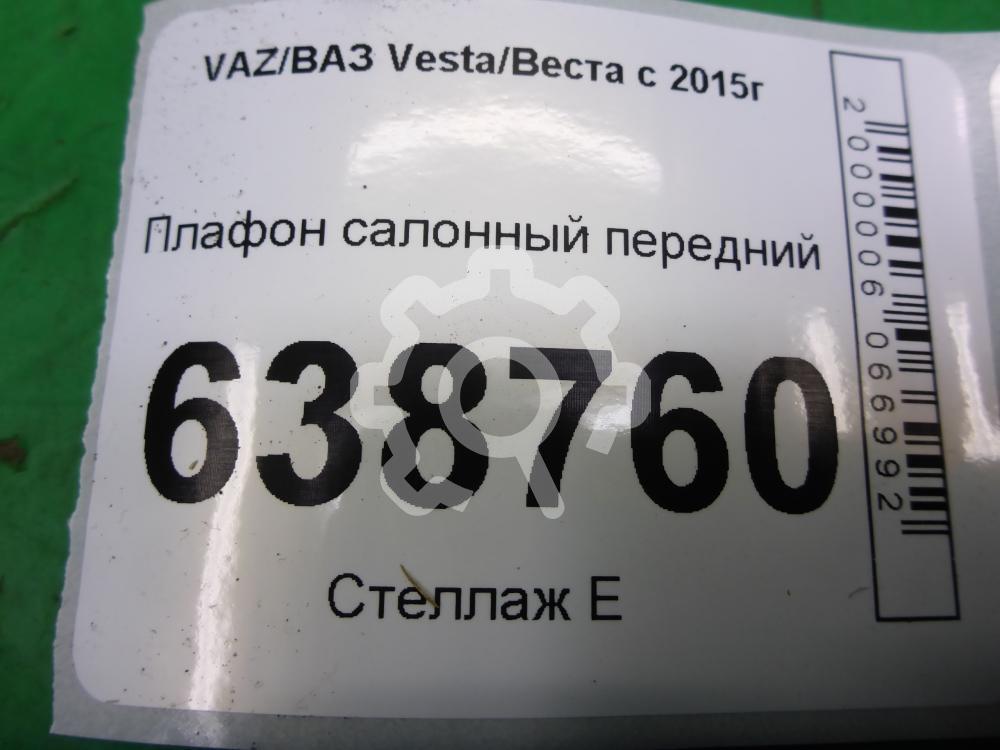 VAZ/ВАЗ Vesta/Веста с 2015г
Плафон салонный передний
638760
Стеллаж Е
2000006066992